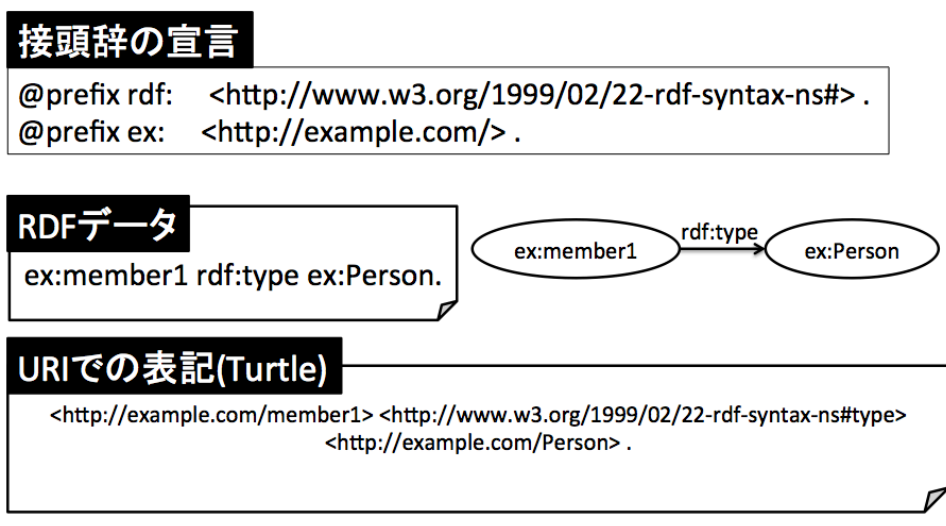 接頭辞の宣言
@prefix rdf: <http://www.w3.org/1999/02/22-rdf-syntax-ns#> .
@prefix ex: <http://example.com/> .
RDFデータ
ex:member1 rdf:type ex:Person.
rdf:type
ex:member1
ex:Person
URIでの表記(Turtle)
<http://example.com/member1> <http://www.w3.org/1999/02/22-rdf-syntax-ns#type>
<http://example.com/Person> .